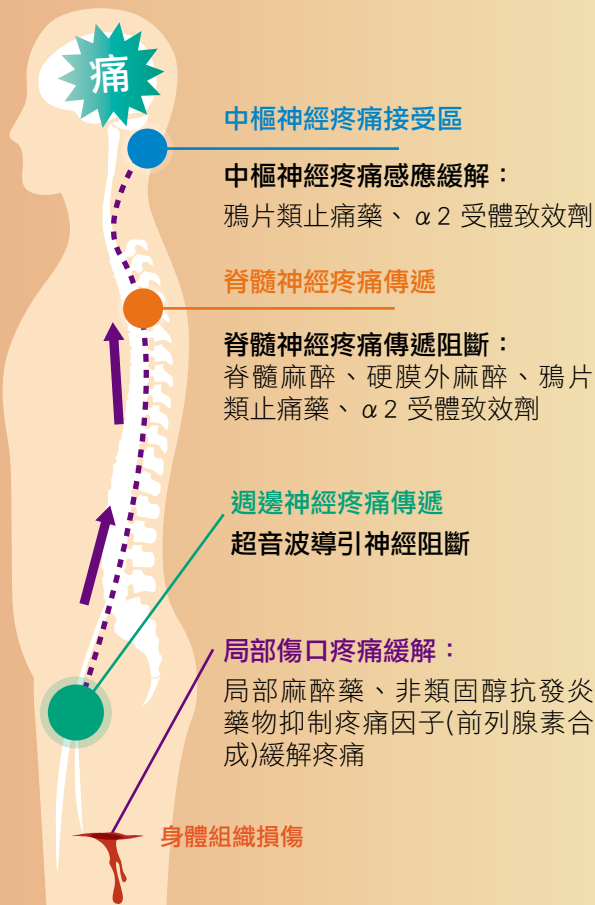 痛
中樞神經疼痛接受區
中樞神經疼痛感應緩解：
鴉片類止痛藥、α2 受體致效劑
脊髓神經疼痛傳遞
脊髓神經疼痛傳遞阻斷：
脊髓麻醉、硬膜外麻醉、鴉片
類止痛藥、α2 受體致效劑
週邊神經疼痛傳遞
超音波導引神經阻斷
局部傷口疼痛緩解：
局部麻醉藥、非類固醇抗發炎
藥物抑制疼痛因子(前列腺素合
成)緩解疼痛
身體組織損傷